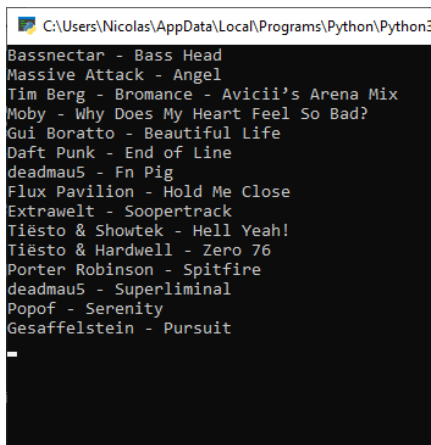 C:\Users\Nicolas\AppData\Local\Programs\Python\Python3
Bassnectar - Bass Head
Massive Attack - Angel
Tim Berg - Bromance - Avicii’s Arena Mix
Moby - Why Does My Heart Feel So Bad?
Gui Boratto - Beautiful Life
Daft Punk - End of Line
deadmau5 - Fn Pig
Flux Pavilion - Hold Me Close
Extrawelt - Soopertrack
Tiësto & Showtek - Hell Yeah!
Tiësto & Hardwell - Zero 76
Porter Robinson - Spitfire
deadmau5 - Superliminal
Popof - Serenity
Gesaffelstein - Pursuit